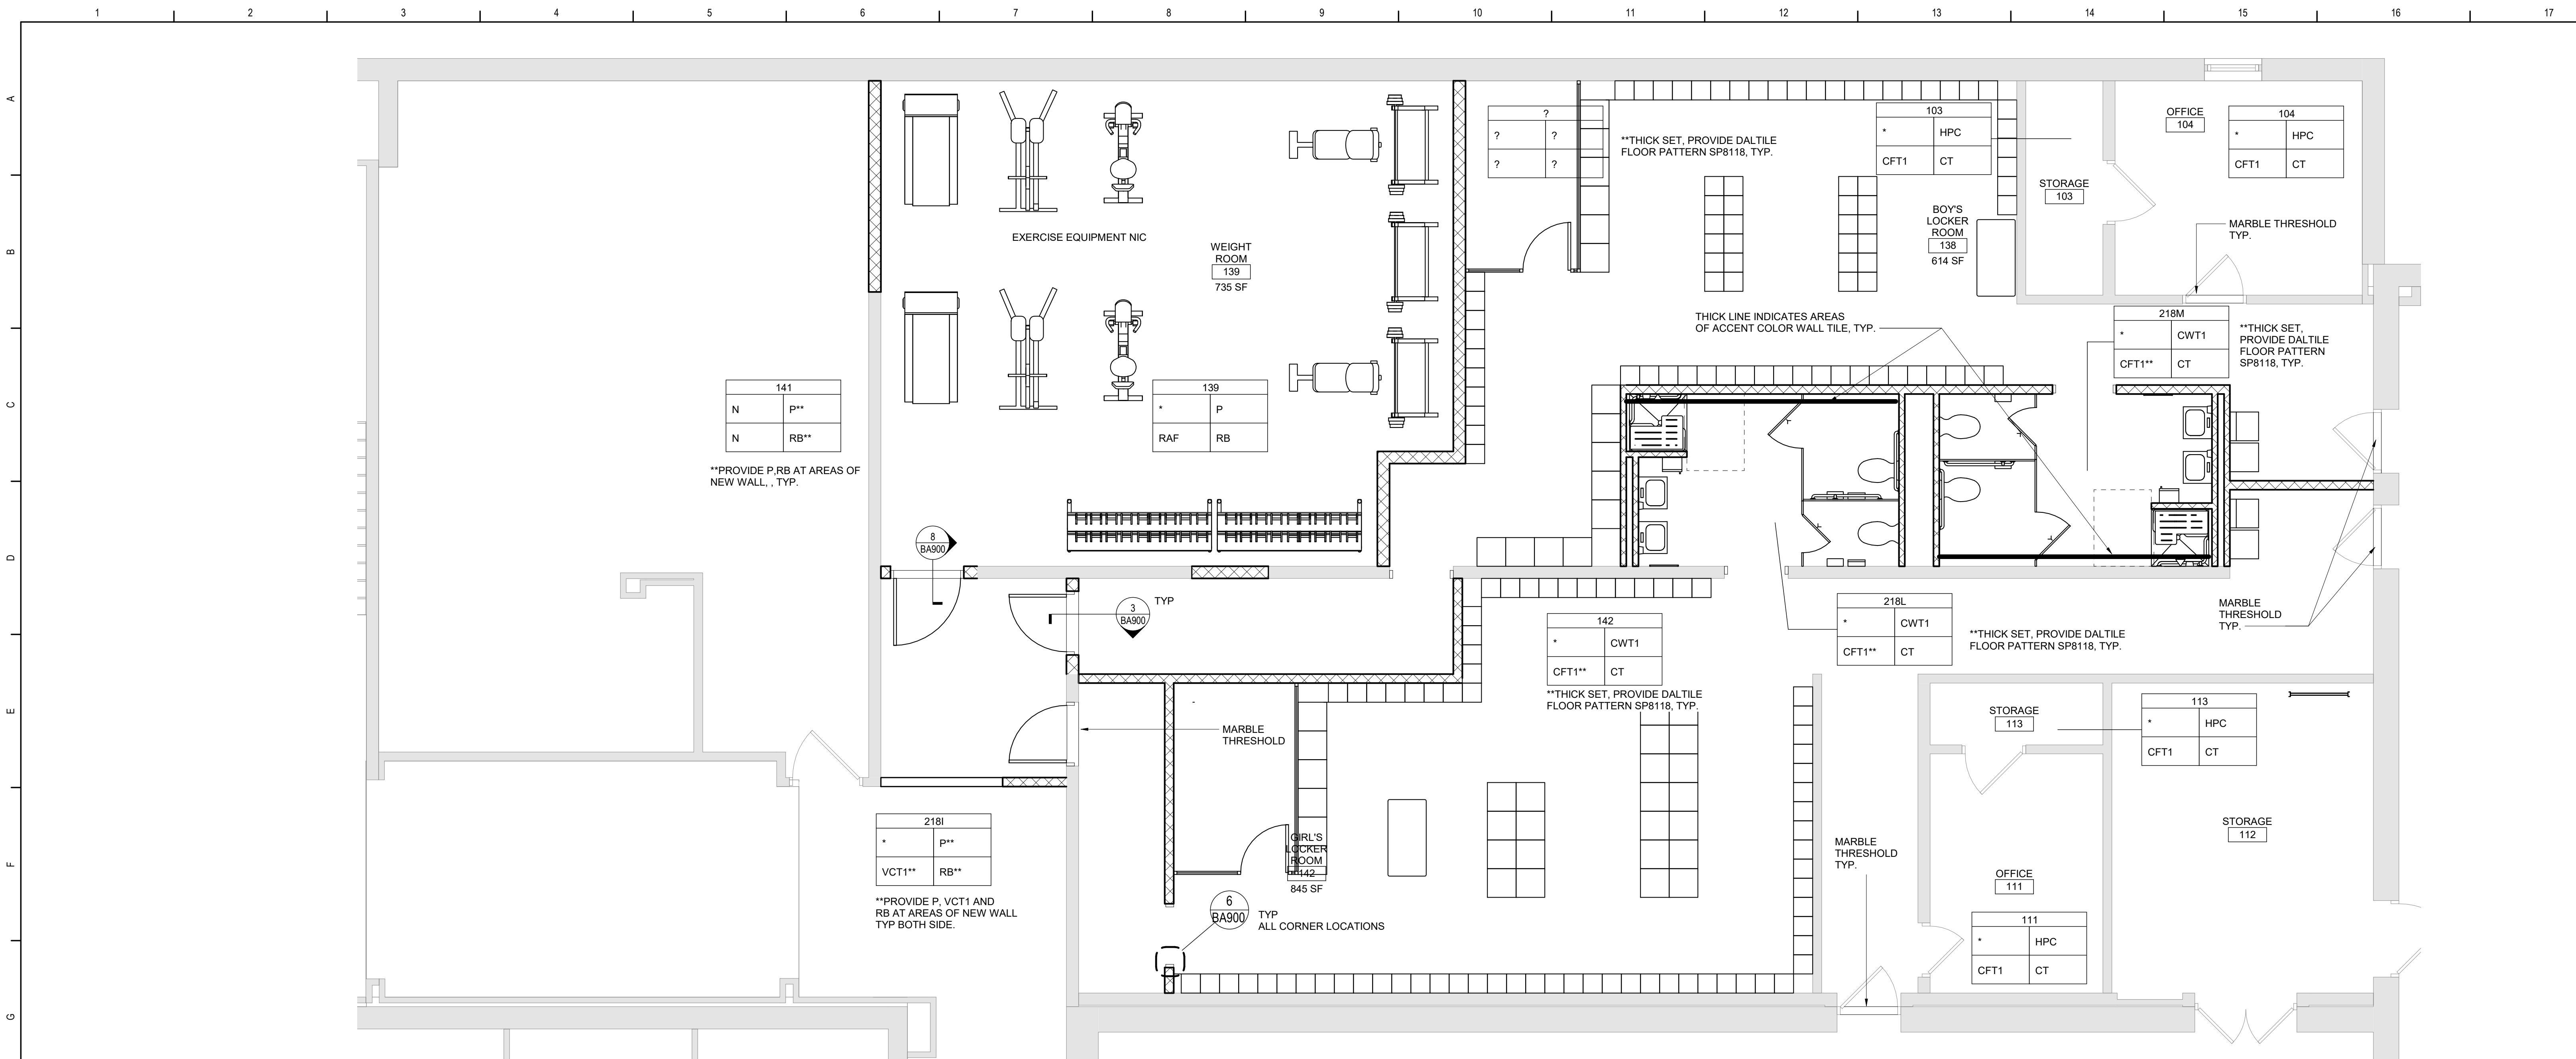 1 2 3 4 5 6 7 8 9 10 11 12 13 14 15 16 17
A
B
C
D
E
F
G
EXERCISE EQUIPMENT NIC
WEIGHT
ROOM
139
735 SF
141
N P**
N RB**
**PROVIDE P,RB AT AREAS OF
NEW WALL, , TYP.
139
* P
RAF RB
?
? ?
? ?
**THICK SET, PROVIDE DALTILE
FLOOR PATTERN SP8118, TYP.
103
* HPC
CFT1 CT
STORAGE
103
OFFICE
104
104
* HPC
CFT1 CT
BOY'S
LOCKER
ROOM
138
614 SF
MARBLE THRESHOLD
TYP.
THICK LINE INDICATES AREAS
OF ACCENT COLOR WALL TILE, TYP.
218M
* CWT1
CFT1** CT
**THICK SET,
PROVIDE DALTILE
FLOOR PATTERN
SP8118, TYP.
8
BA900
3
BA900
TYP
142
* CWT1
CFT1** CT
**THICK SET, PROVIDE DALTILE
FLOOR PATTERN SP8118, TYP.
218L
* CWT1
CFT1** CT
**THICK SET, PROVIDE DALTILE
FLOOR PATTERN SP8118, TYP.
MARBLE
THRESHOLD
TYP.
MARBLE
THRESHOLD
STORAGE
113
113
* HPC
CFT1 CT
218I
* P**
VCT1** RB**
**PROVIDE P, VCT1 AND
RB AT AREAS OF NEW WALL
TYP BOTH SIDE.
GIRL'S
LOCKER
ROOM
142
845 SF
6
BA900
TYP
ALL CORNER LOCATIONS
MARBLE
THRESHOLD
TYP.
OFFICE
111
111
* HPC
CFT1 CT
STORAGE
112